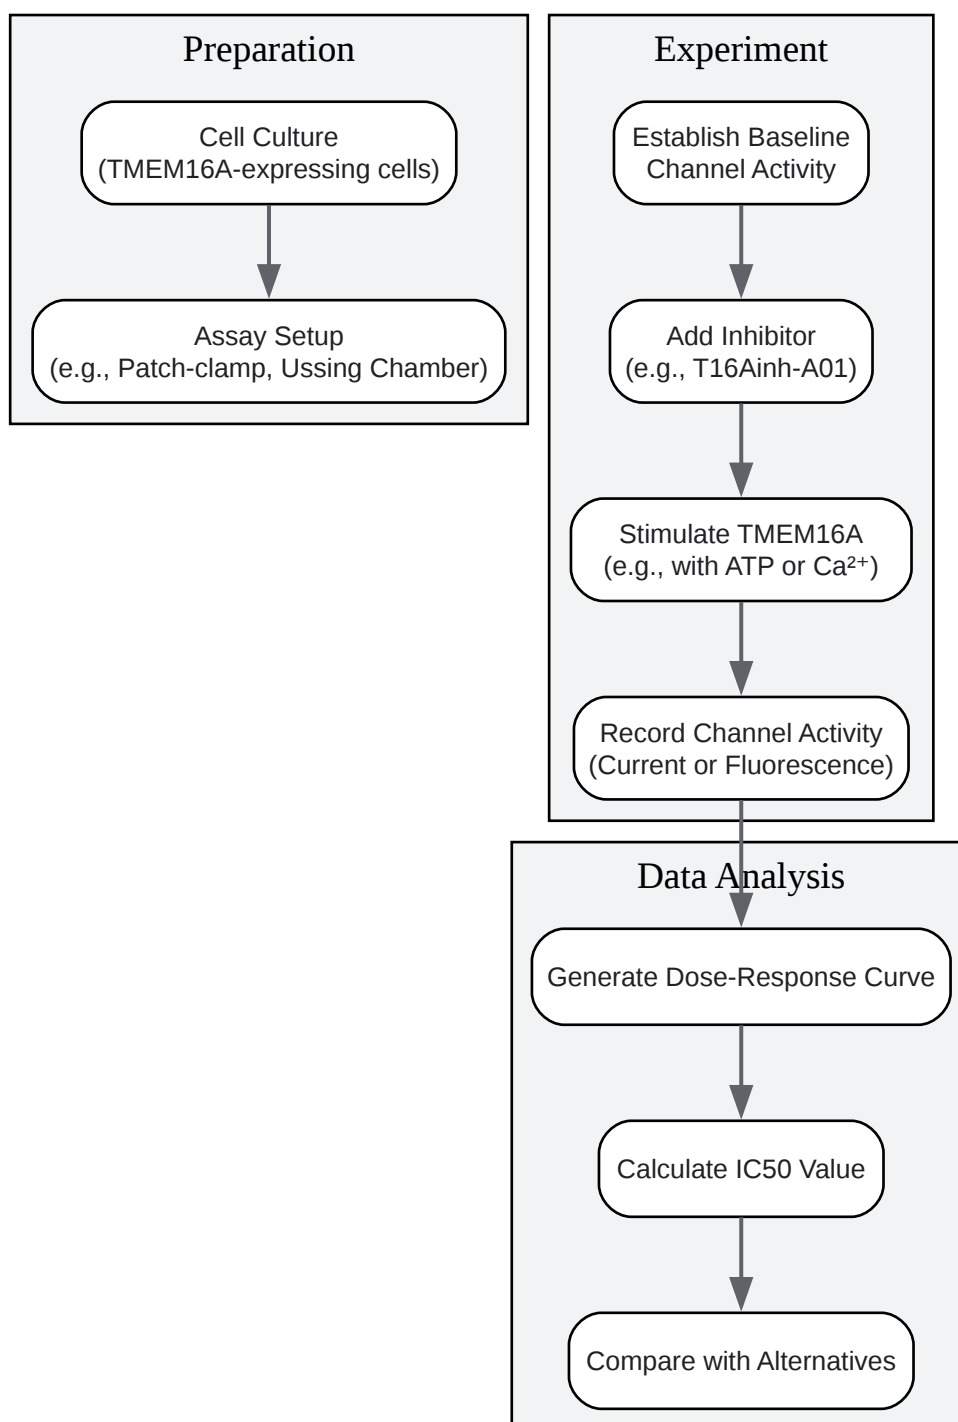 Preparation
Cell Culture
(TMEM16A-expressing cells)
Assay Setup
(e.g., Patch-clamp, Ussing Chamber)
Experiment
Establish Baseline
Channel Activity
Add Inhibitor
(e.g., T16Ainh-A01)
Stimulate TMEM16A
(e.g., with ATP or Ca²⁺)
Record Channel Activity
(Current or Fluorescence)
Data Analysis
Generate Dose-Response Curve
Calculate IC50 Value
Compare with Alternatives